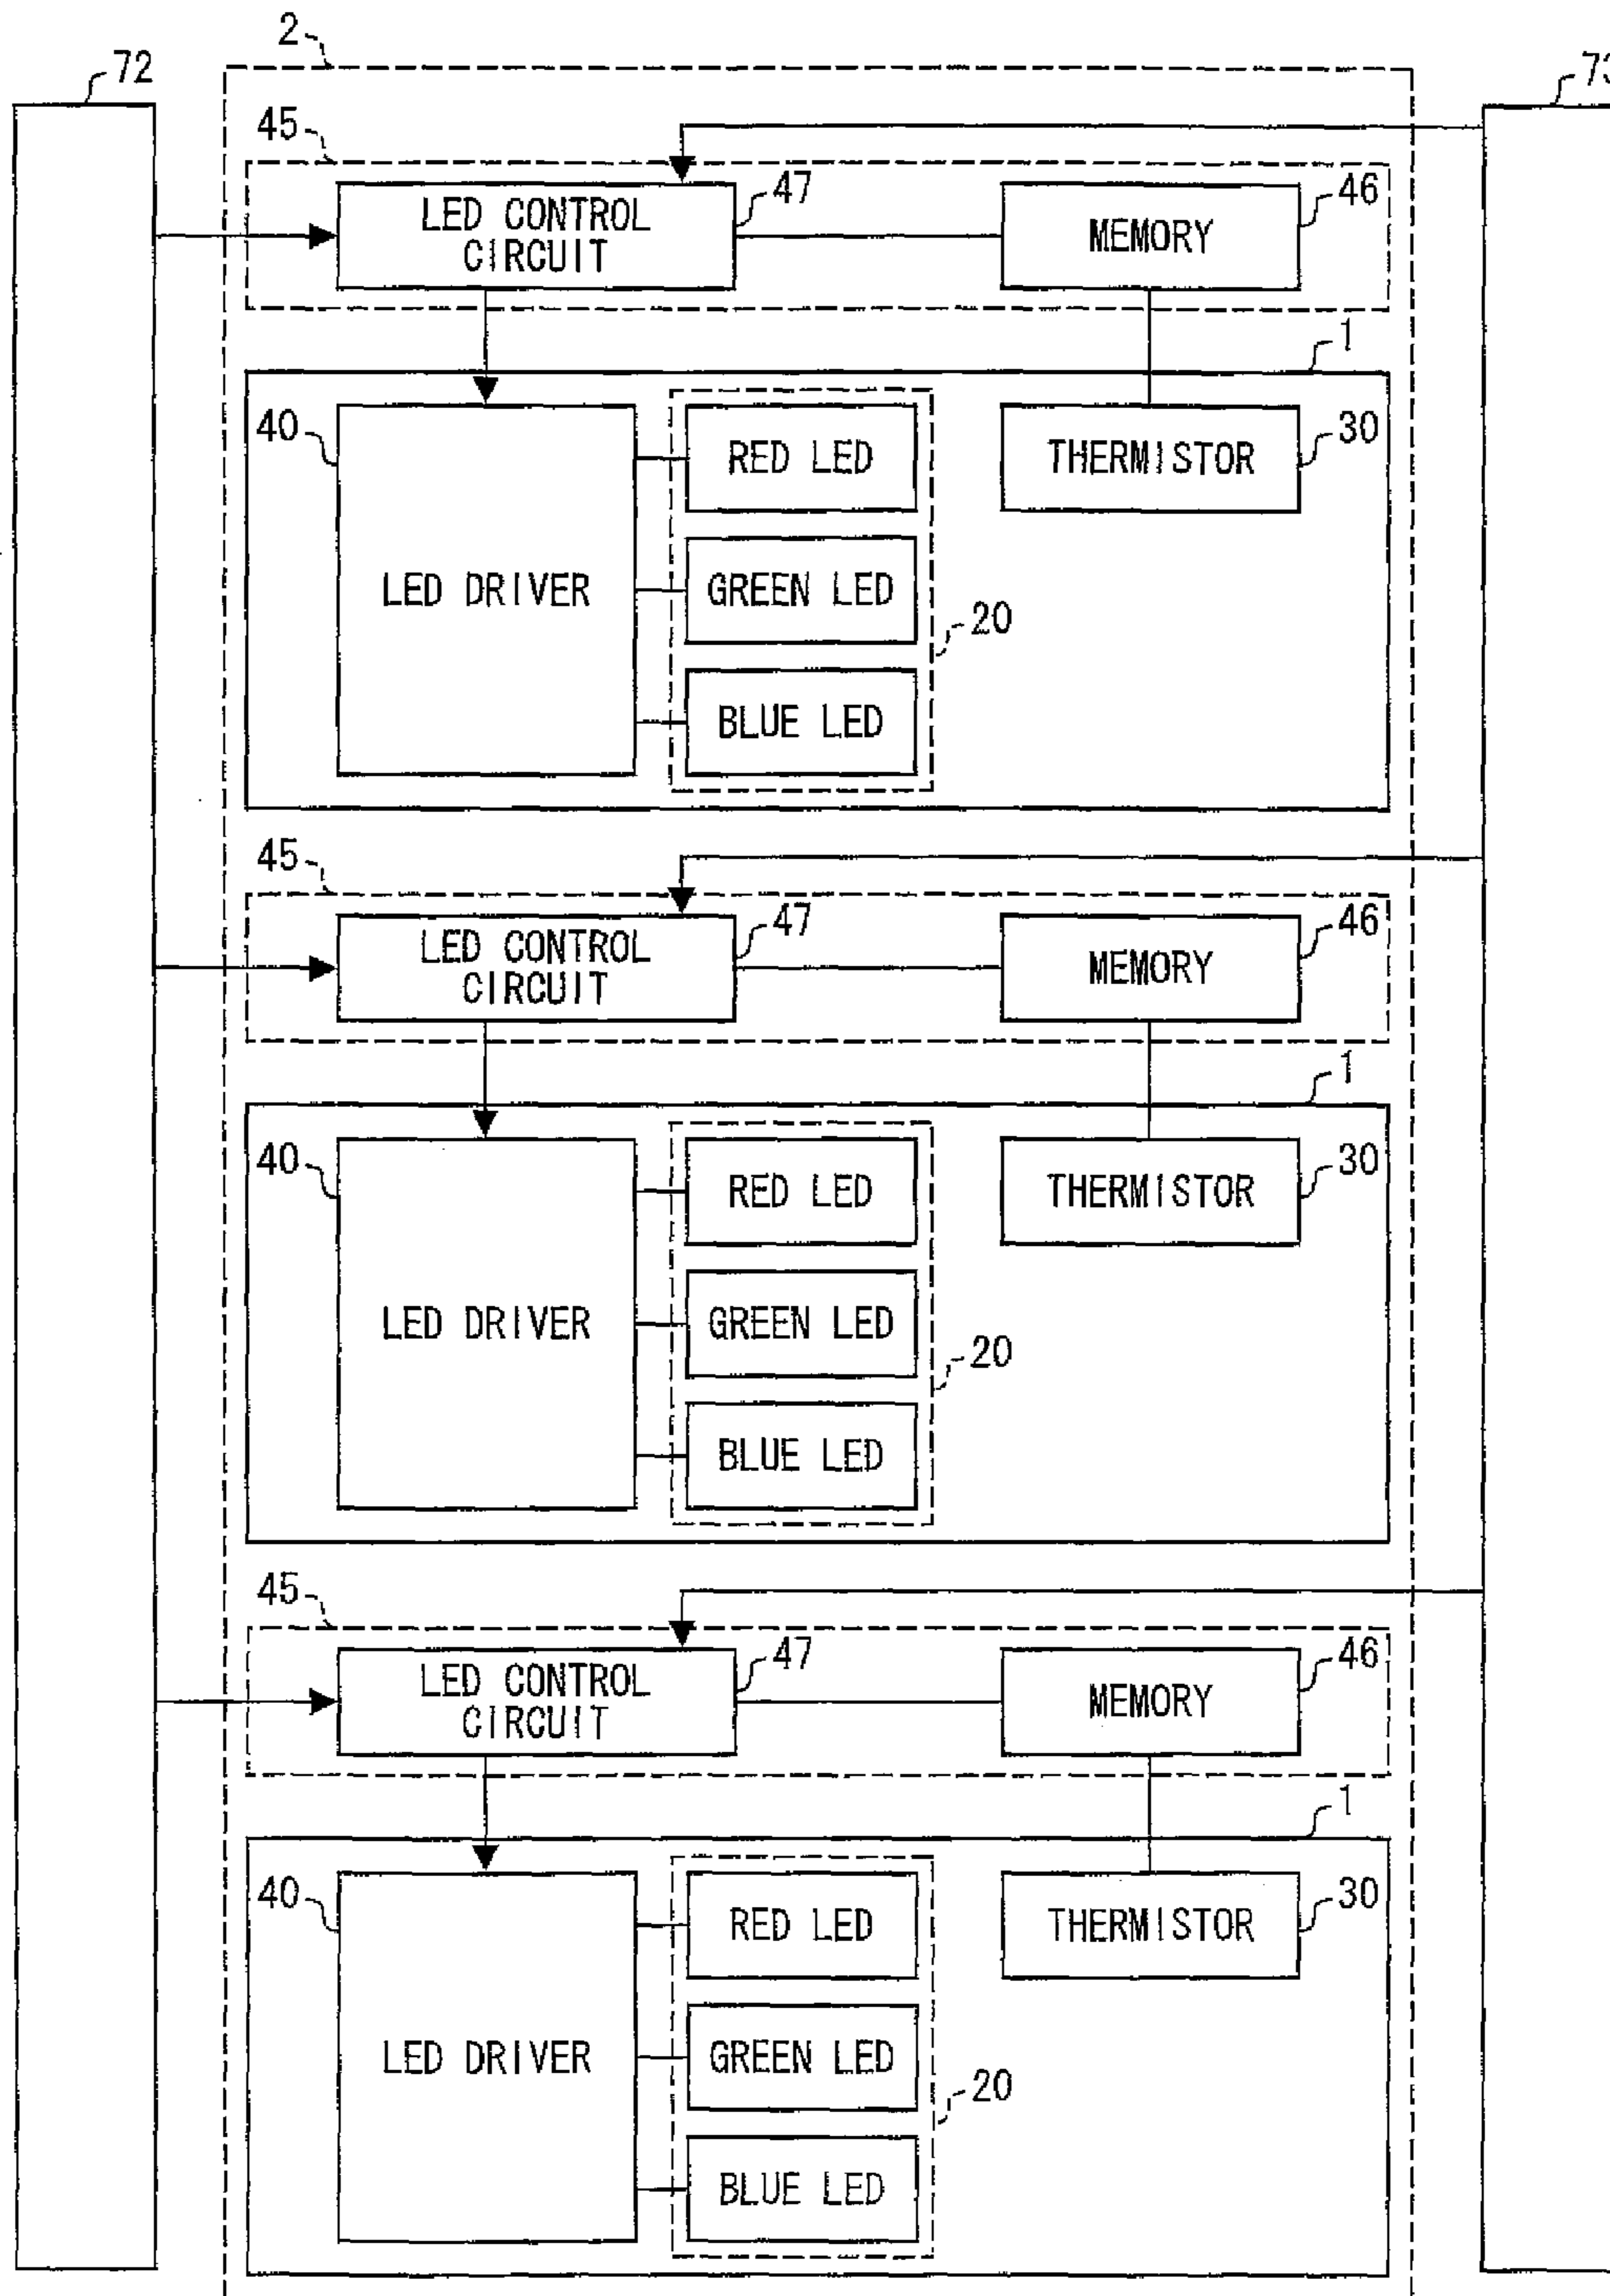 2
72
73
45
LED CONTROL
CIRCUIT
47
MEMORY
46
1
40
LED DRIVER
RED LED
GREEN LED
BLUE LED
20
THERMISTOR
30
45
LED CONTROL
CIRCUIT
47
MEMORY
46
1
40
LED DRIVER
RED LED
GREEN LED
BLUE LED
20
THERMISTOR
30
45
LED CONTROL
CIRCUIT
47
MEMORY
46
1
40
LED DRIVER
RED LED
GREEN LED
BLUE LED
20
THERMISTOR
30